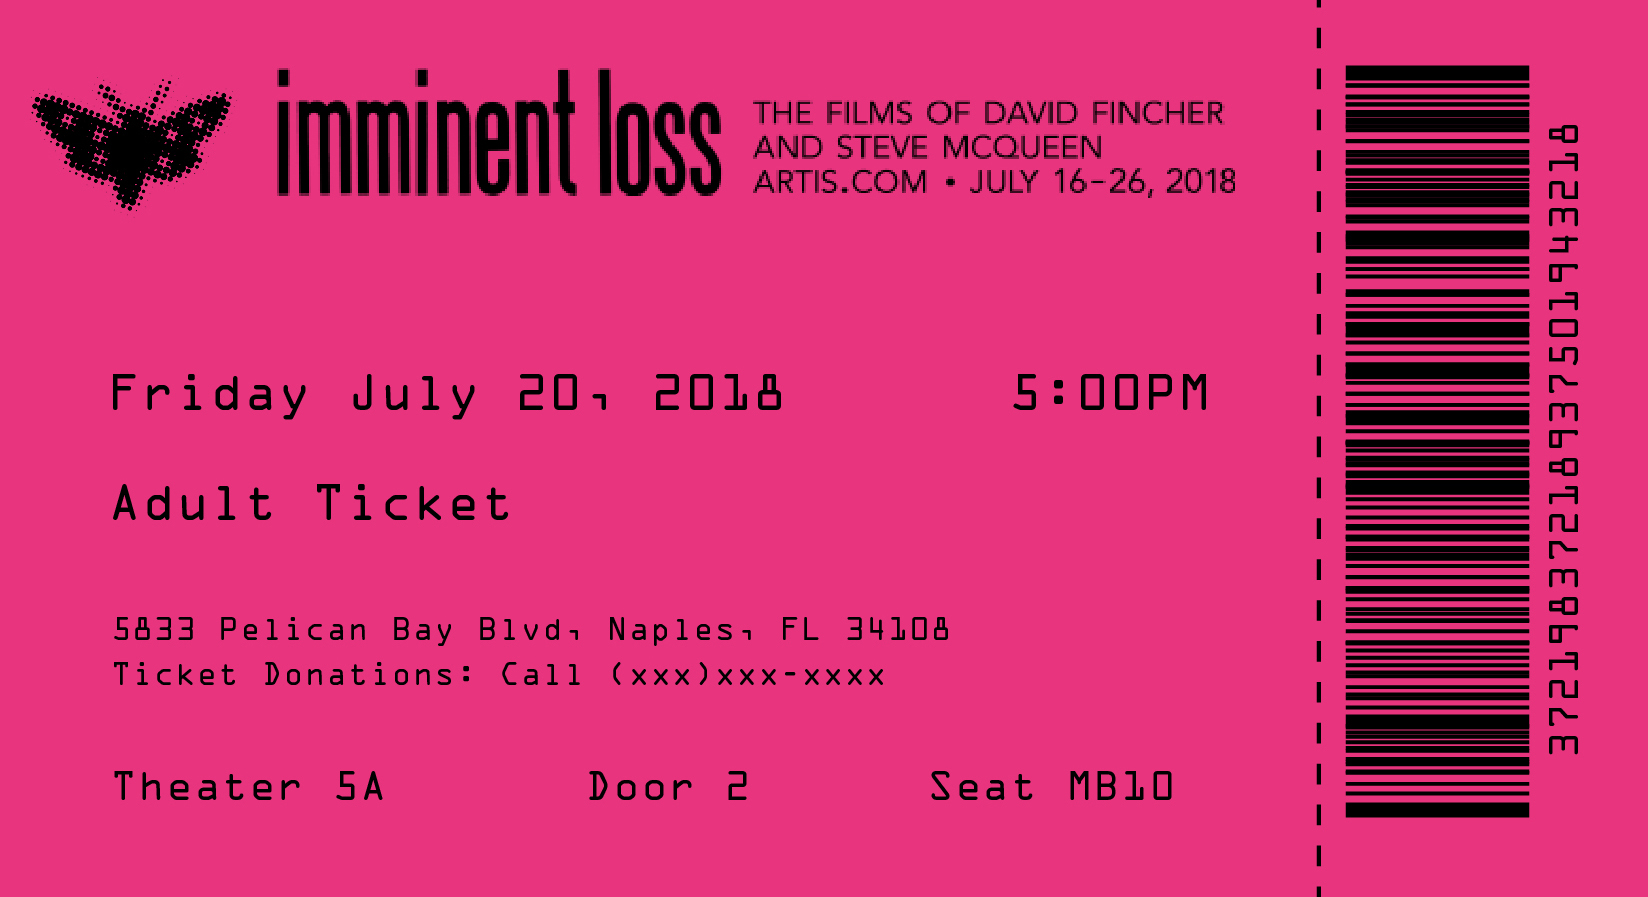 imminent loss
THE FILMS OF DAVID FINCHER
AND STEVE MCQUEEN
ARTIS.COM • JULY 16-26, 2018
Friday July 20, 2018 5:00PM
Adult Ticket
5833 Pelican Bay Blvd, Naples, FL 34108
Ticket Donations: Call (xxx)xxx-xxxx
Theater 5A Door 2 Seat MB10
37219837218937501943218